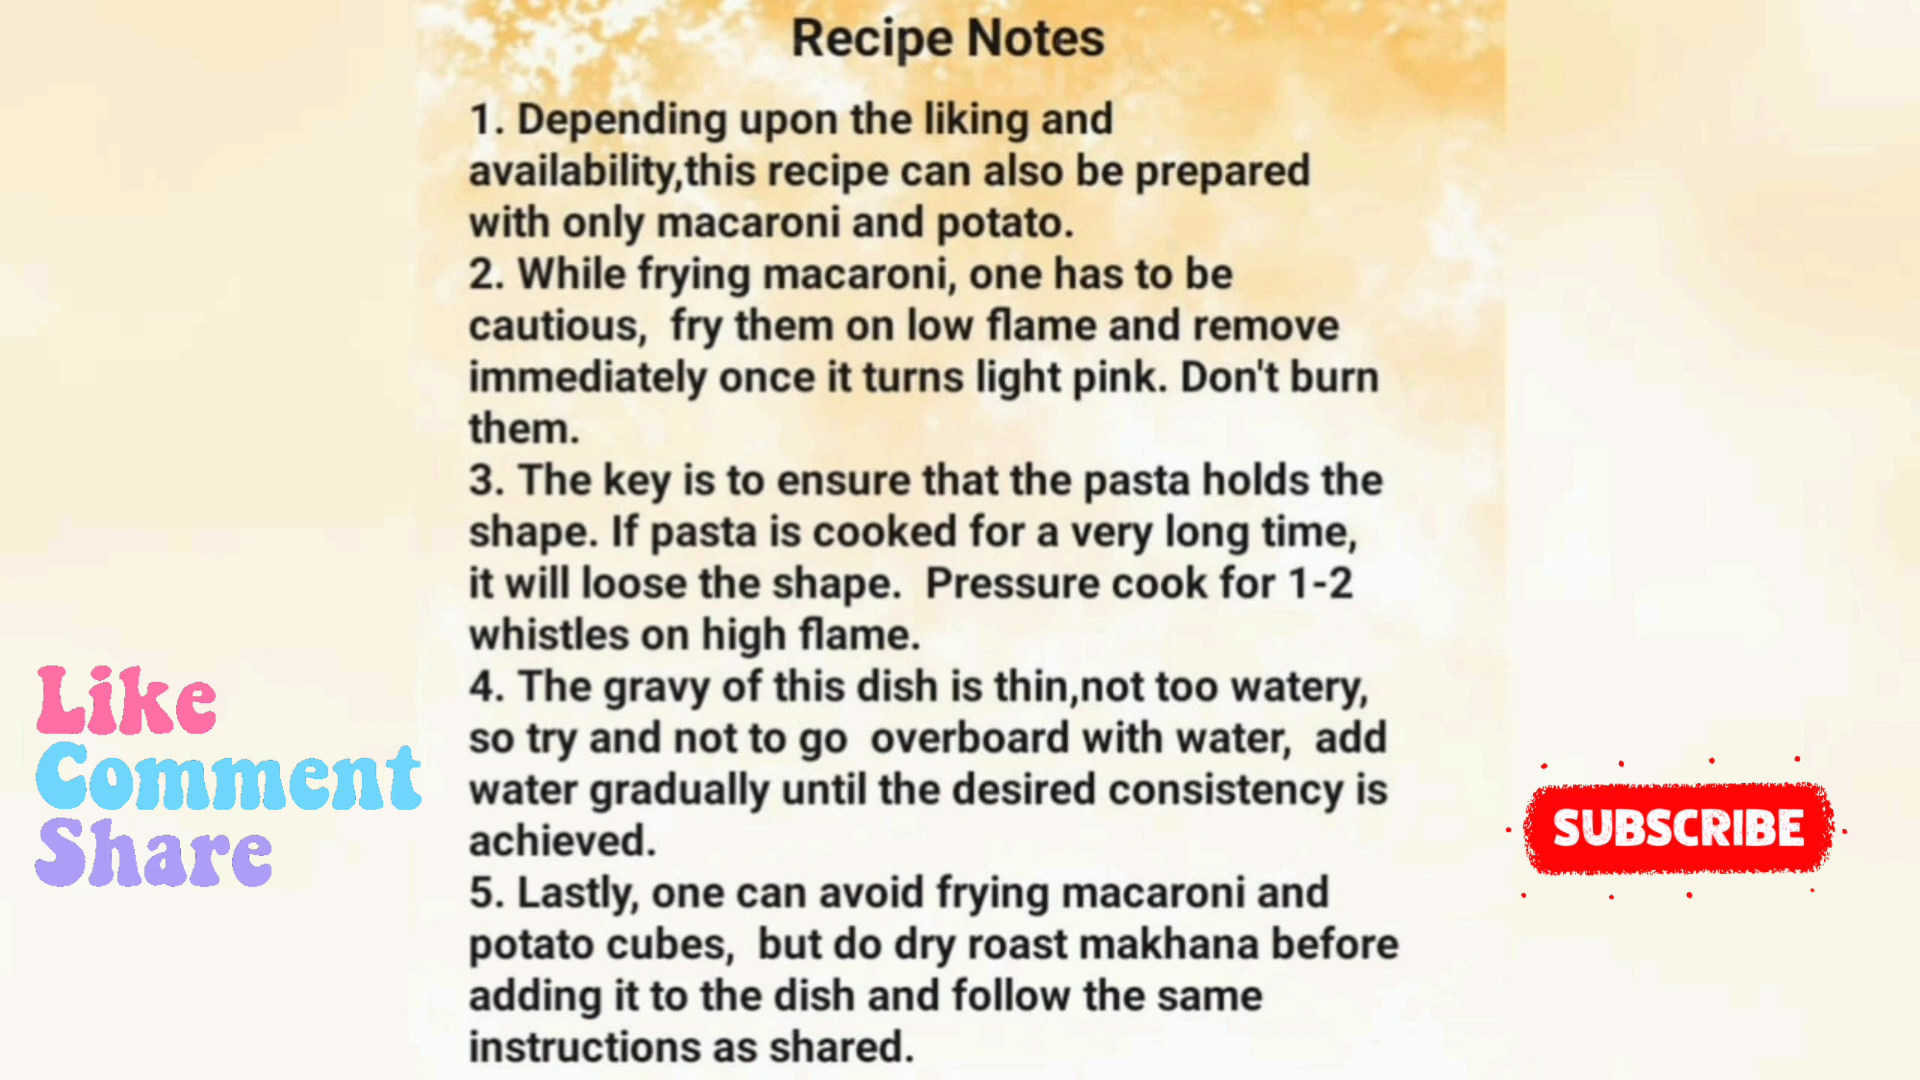 Recipe Notes
1. Depending upon the liking and
availability,this recipe can also be prepared
with only macaroni and potato.
2. While frying macaroni, one has to be
cautious,  fry them on low flame and remove
immediately once it turns light pink. Don't burn
them.
3. The key is to ensure that the pasta holds the
shape. If pasta is cooked for a very long time,
it will loose the shape.  Pressure cook for 1-2
whistles on high flame.
4. The gravy of this dish is thin,not too watery,
so try and not to go  overboard with water,  add
water gradually until the desired consistency is
achieved.
5. Lastly, one can avoid frying macaroni and
potato cubes,  but do dry roast makhana before
adding it to the dish and follow the same
instructions as shared.
Like
Comment
Share
SUBSCRIBE